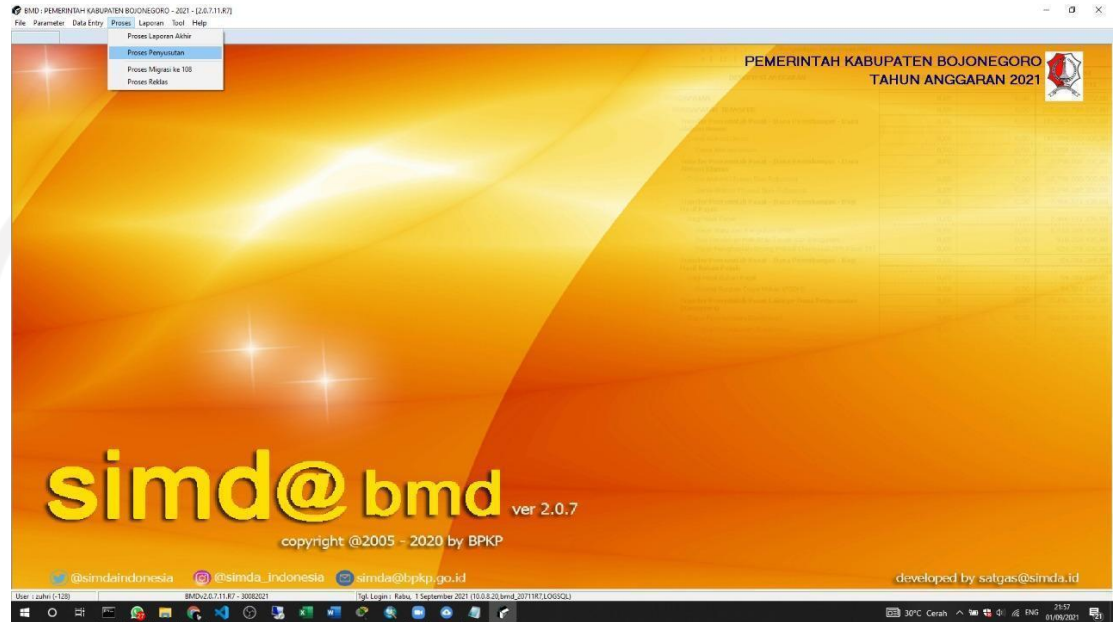 BMD : PEMERINTAH KABUPATEN BOJONEGORO - 2021 - [2.0.7.11.R7]
File Parameter Data Entry Proses Laporan Tool Help
Proses Laporan Akhir
Proses Penyusutan
Proses Migrasi ke 108
Proses Reklas
PEMERINTAH KABUPATEN BOJONEGORO
TAHUN ANGGARAN 2021
simd@ bmd ver 2.0.7
copyright @2005 - 2020 by BPKP
@simdaindonesia @simda_indonesia simda@bpkp.go.id
developed by satgas@simda.id
User : zuhri (-128) BMDv2.0.7.11.R7 - 30082021 Tgl. Login : Rabu, 1 September 2021 (10.0.8.20,bmd_20711R7,LOGSQL)
30°C Cerah ENG 21:57
01/09/2021